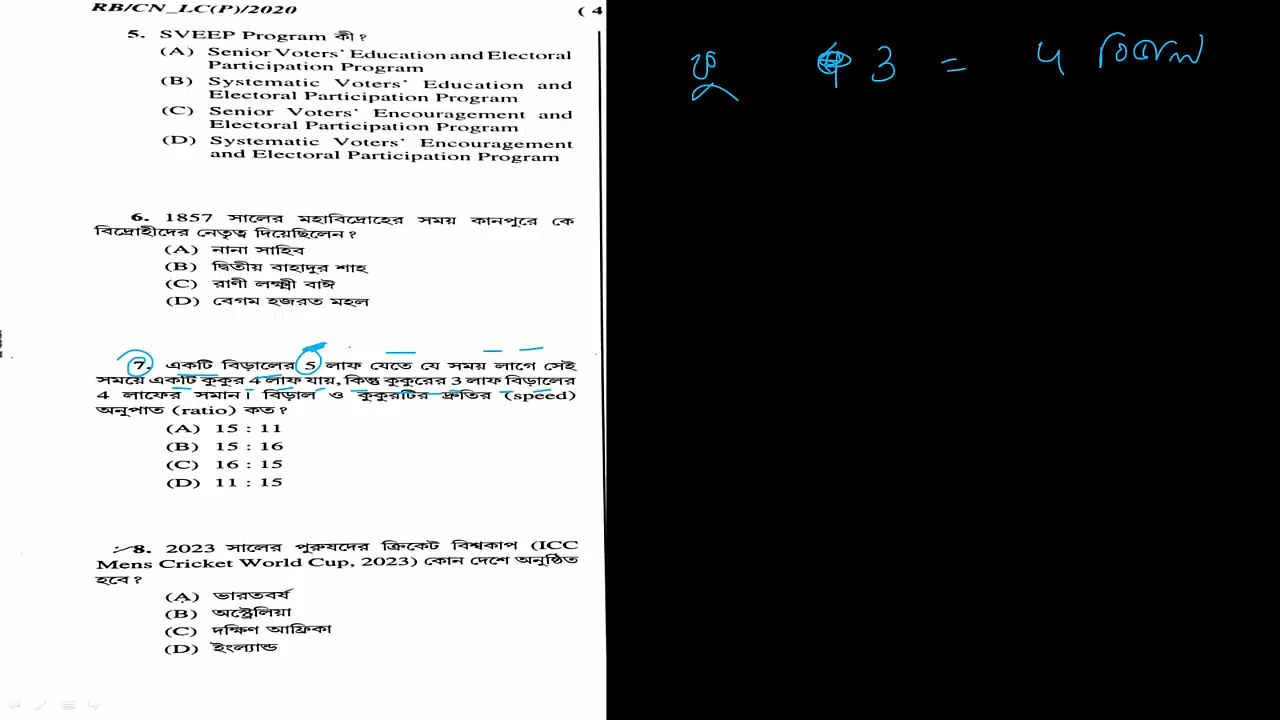 RB/CN_LC(P)/2020 ( 4
5. SVEEP Program কী?
(A) Senior Voters' Education and Electoral
Participation Program
(B) Systematic Voters' Education and
Electoral Participation Program
(C) Senior Voters' Encouragement and
Electoral Participation Program
(D) Systematic Voters' Encouragement
and Electoral Participation Program
6. 1857 সালের মহাবিদ্রোহের সময় কানপুরে কে
বিদ্রোহীদের নেতৃত্ব দিয়েছিলেন?
(A) নানা সাহিব
(B) দ্বিতীয় বাহাদুর শাহ
(C) রাণী লক্ষ্মী বাঈ
(D) বেগম হজরত মহল
7. একটি বিড়ালের 5 লাফ যেতে যে সময় লাগে সেই
সময়ে একটি কুকুর 4 লাফ যায়, কিন্তু কুকুরের 3 লাফ বিড়ালের
4 লাফের সমান। বিড়াল ও কুকুরটির দ্রুতির (speed)
অনুপাত (ratio) কত?
(A) 15 : 11
(B) 15 : 16
(C) 16 : 15
(D) 11 : 15
8. 2023 সালের পুরুষদের ক্রিকেট বিশ্বকাপ (ICC
Mens Cricket World Cup, 2023) কোন দেশে অনুষ্ঠিত
হবে?
(A) ভারতবর্ষ
(B) অস্ট্রেলিয়া
(C) দক্ষিণ আফ্রিকা
(D) ইংল্যান্ড
3 = 4